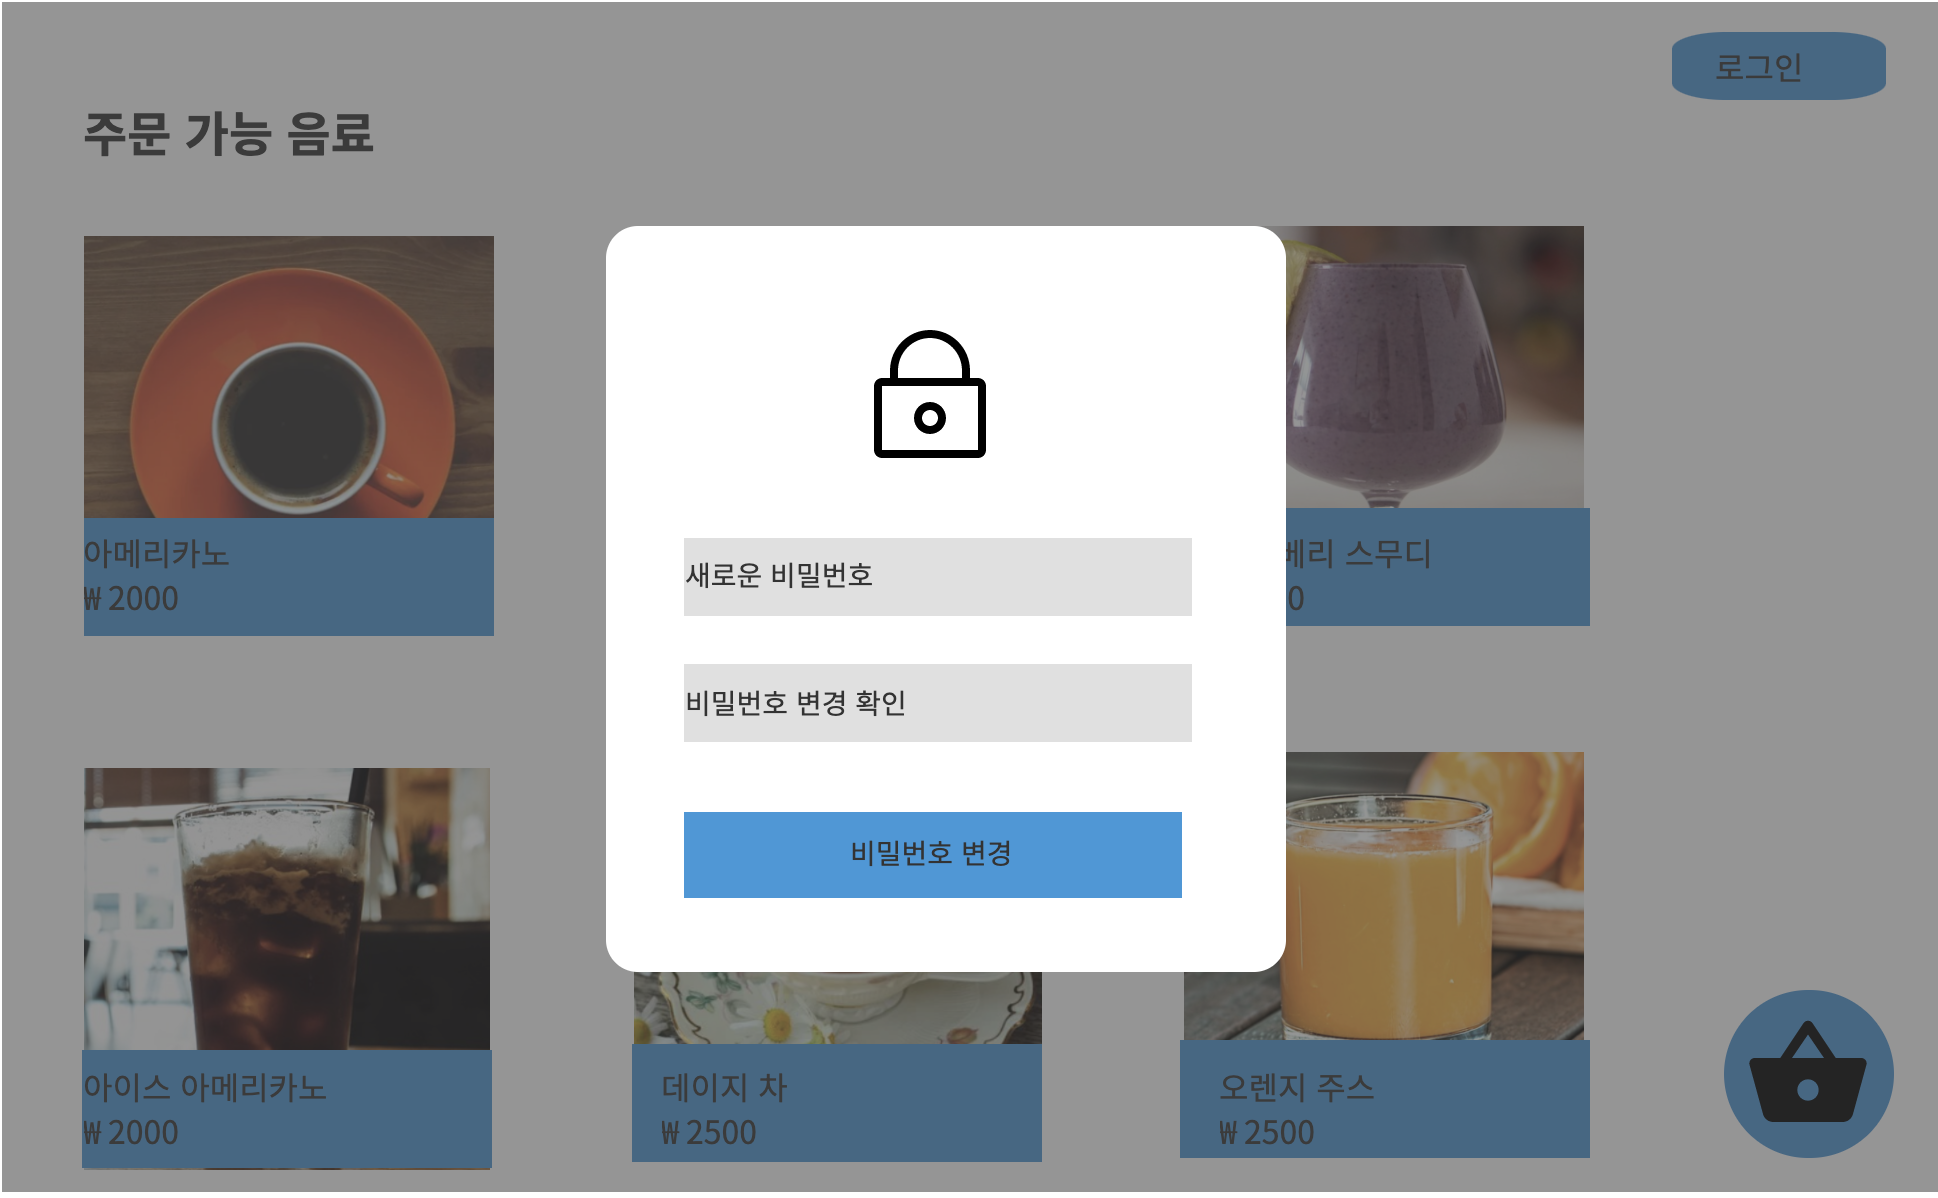 로그인
주문 가능 음료
아메리카노
₩ 2000
베리 스무디
0
새로운 비밀번호
비밀번호 변경 확인
비밀번호 변경
아이스 아메리카노
₩ 2000
데이지 차
₩ 2500
오렌지 주스
₩ 2500